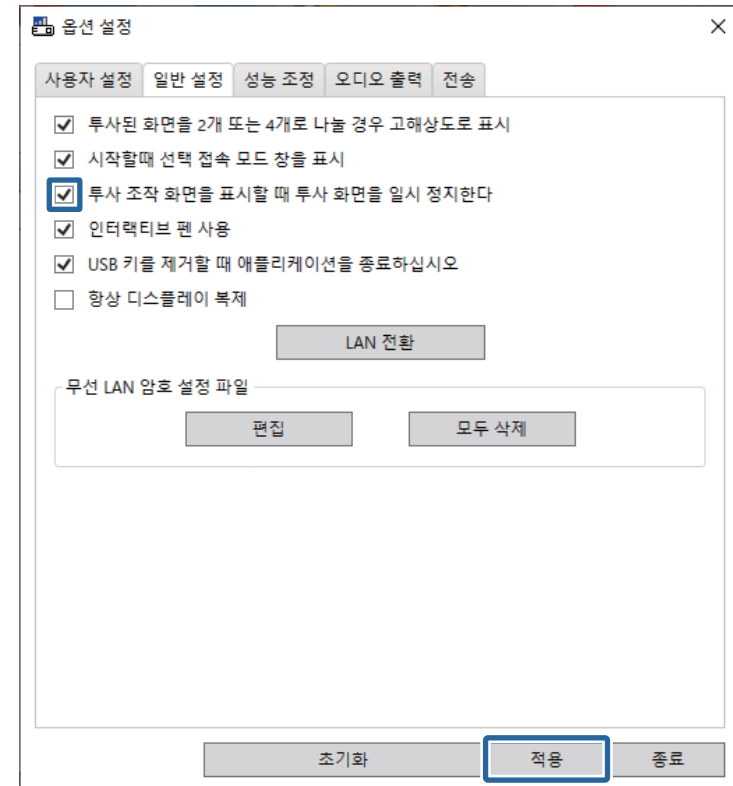 옵션 설정
사용자 설정 일반 설정 성능 조정 오디오 출력 전송
투사된 화면을 2개 또는 4개로 나눌 경우 고해상도로 표시
시작할때 선택 접속 모드 창을 표시
투사 조작 화면을 표시할 때 투사 화면을 일시 정지한다
인터랙티브 펜 사용
USB 키를 제거할 때 애플리케이션을 종료하십시오
항상 디스플레이 복제
LAN 전환
무선 LAN 암호 설정 파일
편집 모두 삭제
초기화 적용 종료